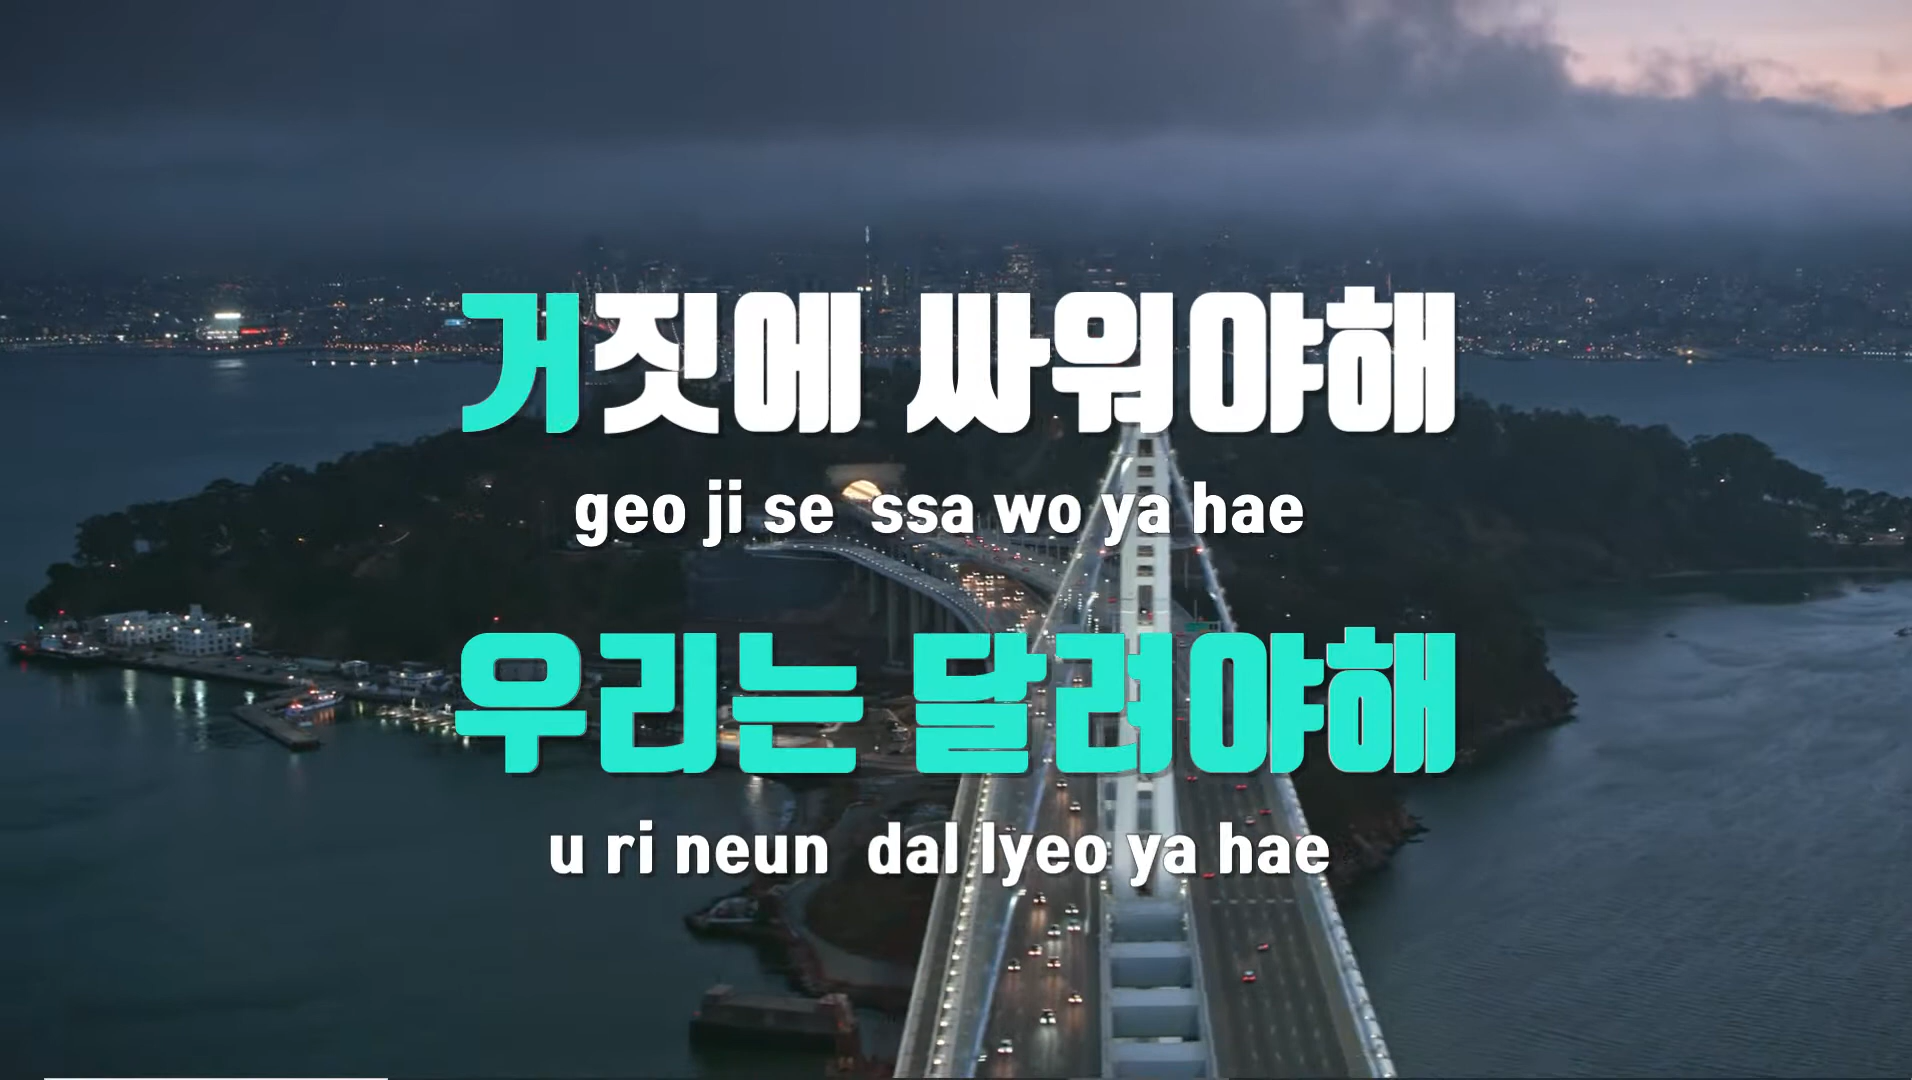 거짓에 싸워야해
geo ji se ssa wo ya hae
우리는 달려야해
u ri neun dal lyeo ya hae